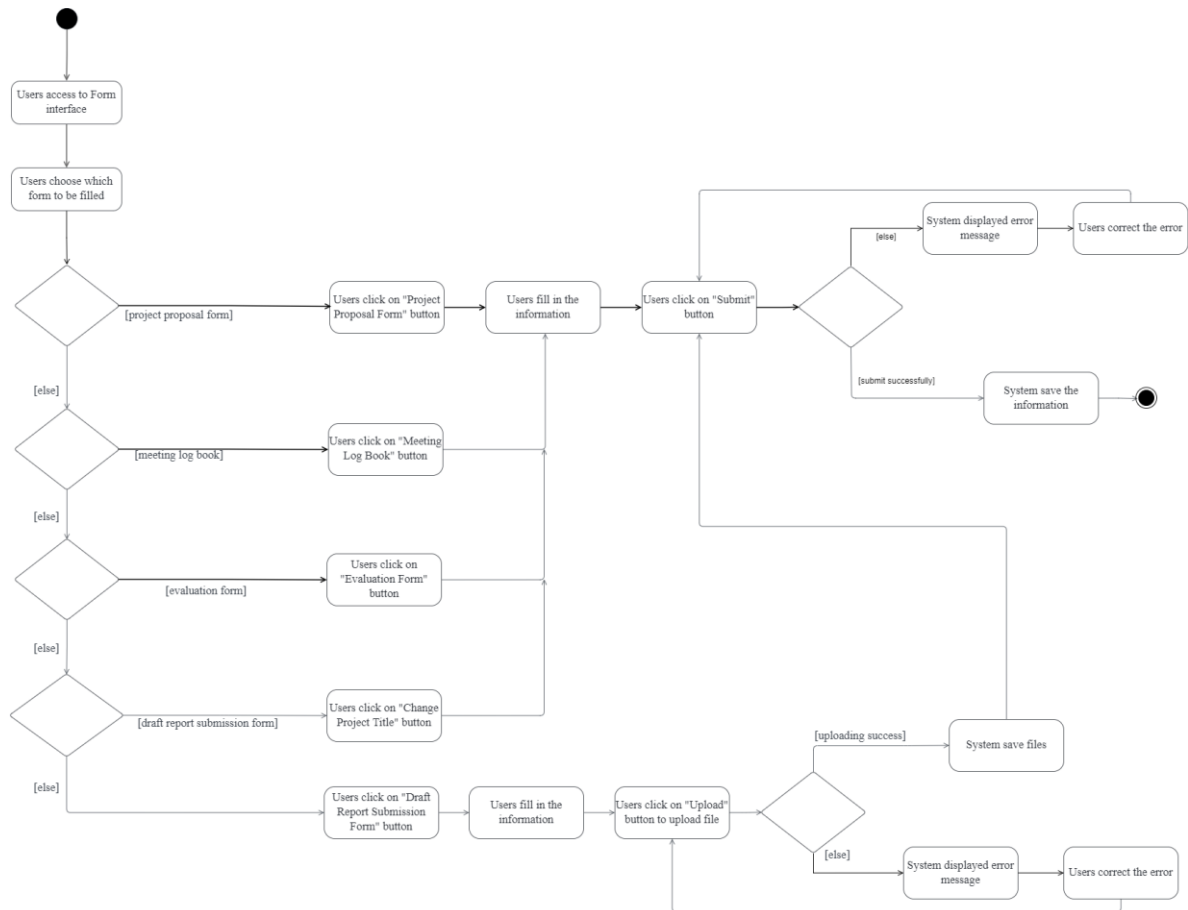 Users access to Form
interface
Users choose which
form to be filled
[project proposal form]
Users click on "Project
Proposal Form" button
Users fill in the
information
Users click on "Submit"
button
[else]
System displayed error
message
Users correct the error
[submit successfully]
System save the
information
[else]
[meeting log book]
Users click on "Meeting
Log Book" button
[else]
[evaluation form]
Users click on
"Evaluation Form"
button
[else]
[draft report submission form]
Users click on "Change
Project Title" button
[else]
Users click on "Draft
Report Submission
Form" button
Users fill in the
information
Users click on "Upload"
button to upload file
[uploading success]
System save files
[else]
System displayed error
message
Users correct the error